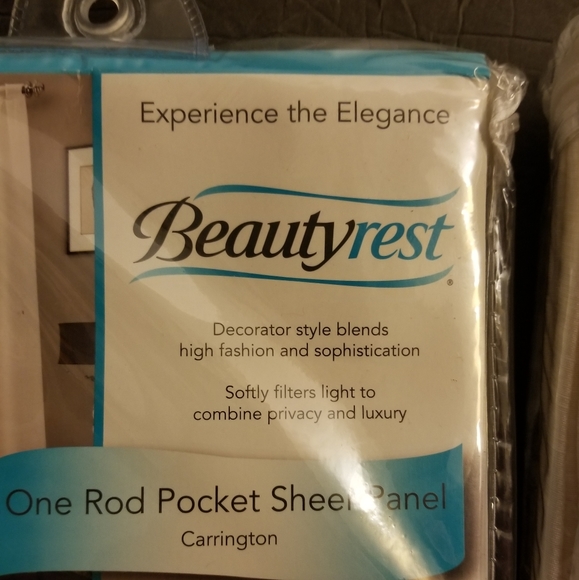 Experience the Elegance
Beautyrest®
Decorator style blends
high fashion and sophistication
Softly filters light to
combine privacy and luxury
One Rod Pocket Sheer Panel
Carrington